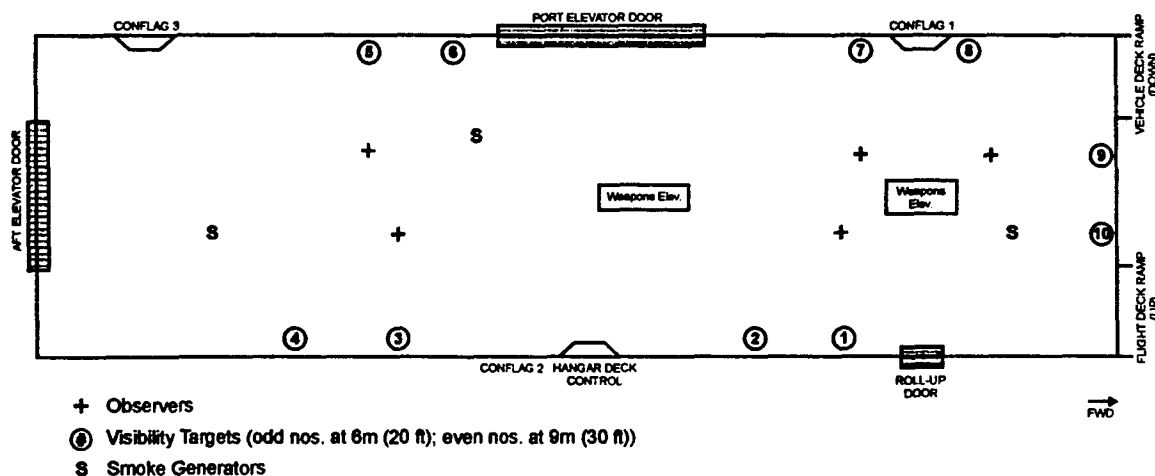 PORT ELEVATOR DOOR
CONFLAG 3
CONFLAG 1
5
6
7
8
VEHICLE DECK RAMP
(DOWN)
S
9
AFT ELEVATOR DOOR
Weapons Elev.
Weapons
Elev.
S
S
10
FLIGHT DECK RAMP
(UP)
4
3
2
1
CONFLAG 2
HANGAR DECK
CONTROL
ROLL-UP
DOOR
FWD
+ Observers
Visibility Targets (odd nos. at 6m (20 ft); even nos. at 9m (30 ft))
S Smoke Generators